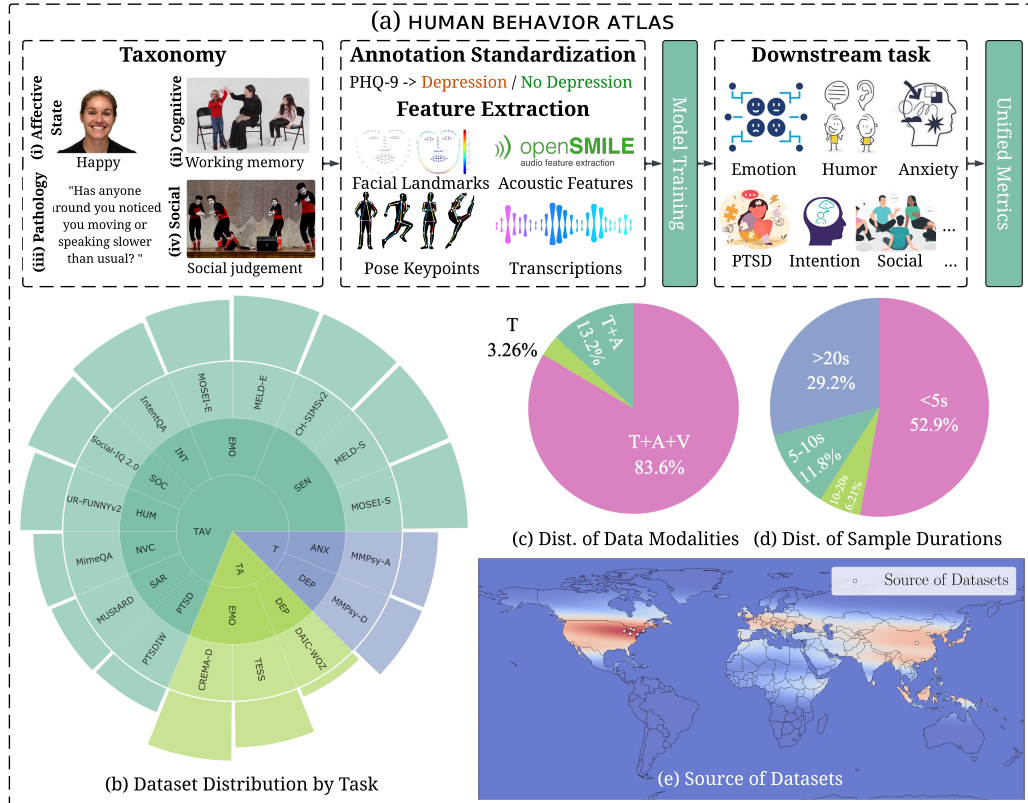 (a) HUMAN BEHAVIOR ATLAS
Taxonomy
(i) Affective
State
Happy
(ii) Cognitive
Working memory
(iii) Pathology
"Has anyone
round you noticed
you moving or
speaking slower
than usual? "
(iv) Social
Social judgement
Annotation Standardization
PHQ-9 -> Depression / No Depression
Feature Extraction
Facial Landmarks
openSMILE
audio feature extraction
Acoustic Features
Pose Keypoints
Transcriptions
Model Training
Downstream task
Emotion
Humor
Anxiety
PTSD
Intention
Social
...
...
Unified Metrics
TAV
EMO
SEN
INT
SOC
HUM
NVC
SAR
PTSD
TA
EMO
DEP
T
ANX
DEP
MOSEI-E
MELD-E
CH-SIMSv2
MELD-S
MOSEI-S
MMPsy-A
MMPsy-D
DAIC-WOZ
TESS
CREMA-D
PTSDIW
MUStARD
MimeQA
UR-FUNNYv2
Social-IQ 2.0
IntentQA
(b) Dataset Distribution by Task
T
3.26%
T+A
13.2%
T+A+V
83.6%
(c) Dist. of Data Modalities
>20s
29.2%
<5s
52.9%
5-10s
11.8%
10-20s
6.21%
(d) Dist. of Sample Durations
Source of Datasets
(e) Source of Datasets